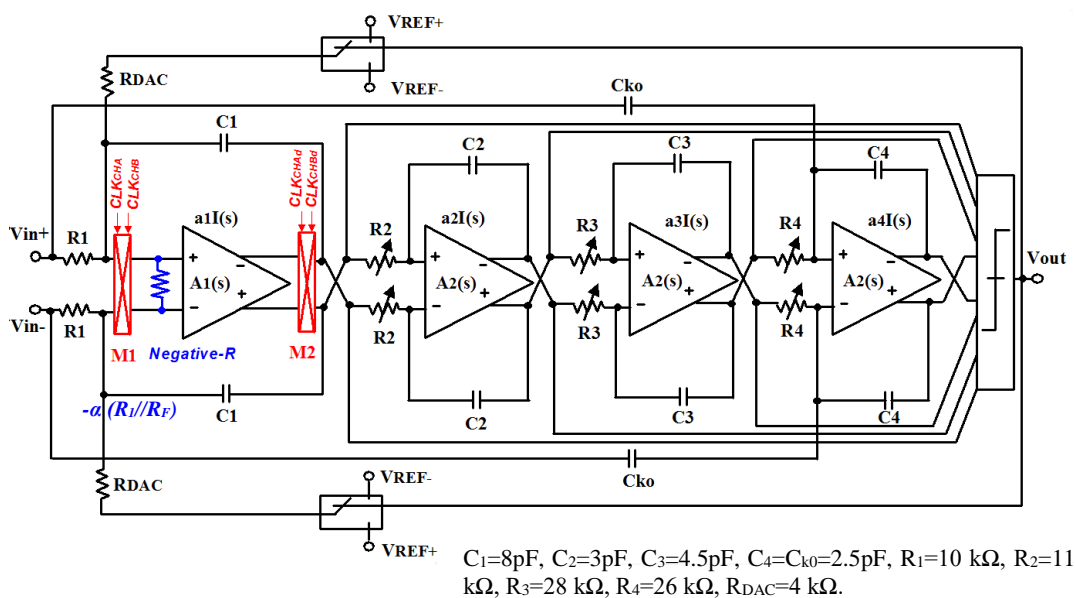 VREF+
RDAC
VREF-
Cko
C1
C2
C3
C4
CLKCHA
CLKCHB
CLKCHAd
CLKCHBd
a1I(s)
a2I(s)
a3I(s)
a4I(s)
Vin+
R1
R2
R3
R4
A1(s)
A2(s)
A2(s)
A2(s)
+
−
+
−
+
−
+
−
−
+
−
+
−
+
−
+
Vout
Vin-
R1
M1
Negative-R
M2
R2
R3
R4
-α (R1//RF)
C1
C2
C3
C4
RDAC
VREF-
Cko
VREF+
C1=8pF, C2=3pF, C3=4.5pF, C4=Ck0=2.5pF, R1=10 kΩ, R2=11
kΩ, R3=28 kΩ, R4=26 kΩ, RDAC=4 kΩ.